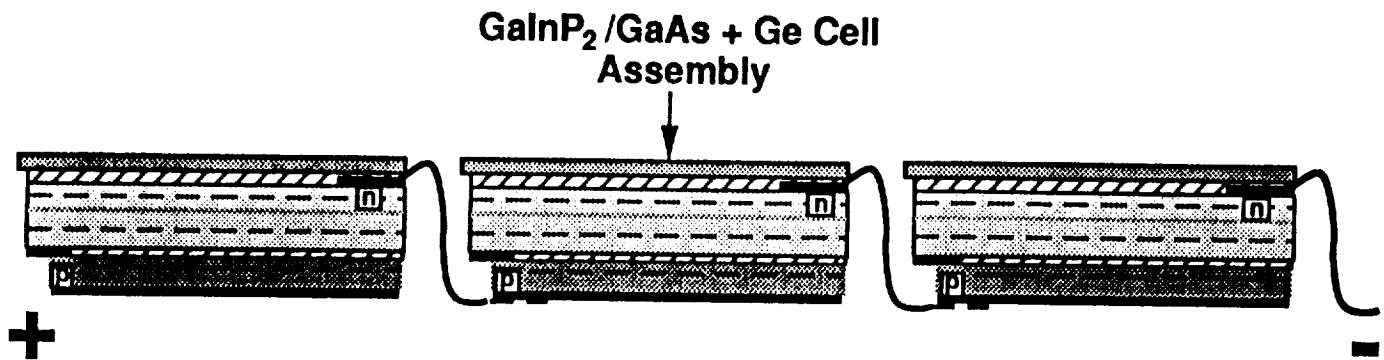 GaInP₂/GaAs + Ge Cell
Assembly
n
n
n
p
p
p
+
-